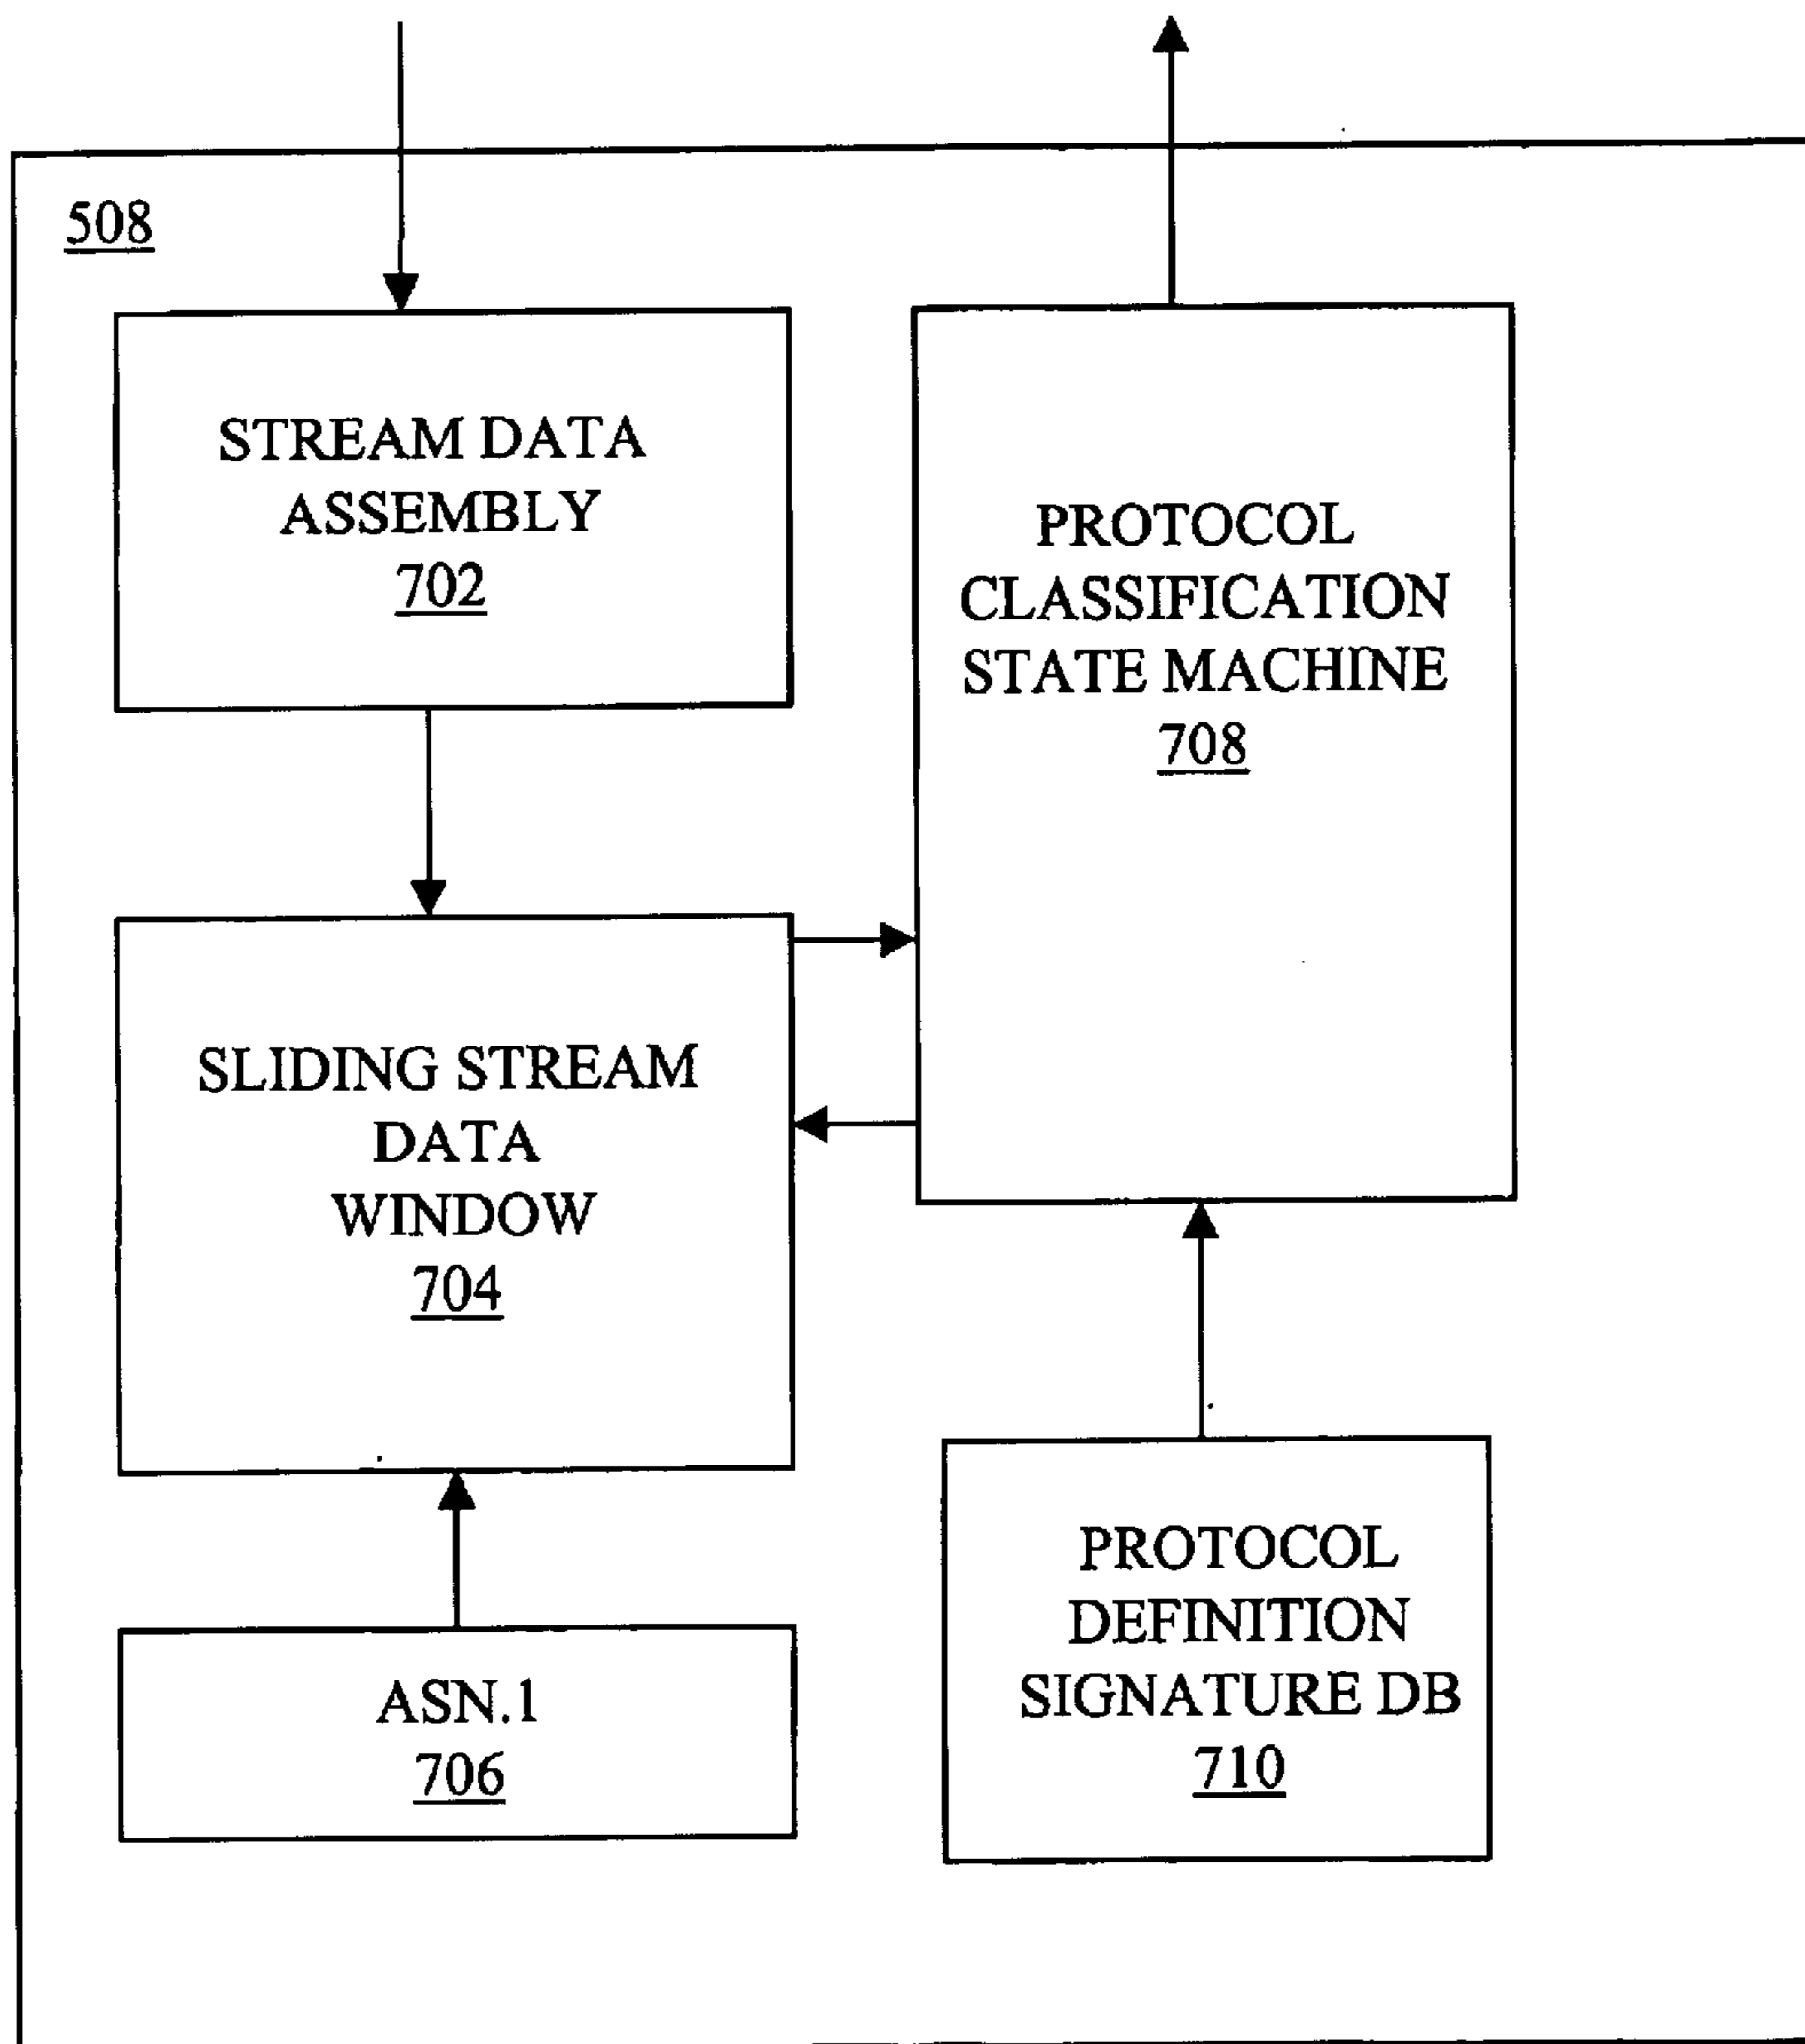 508
STREAM DATA
ASSEMBLY
702
PROTOCOL
CLASSIFICATION
STATE MACHINE
708
SLIDING STREAM
DATA
WINDOW
704
ASN.1
706
PROTOCOL
DEFINITION
SIGNATURE DB
710